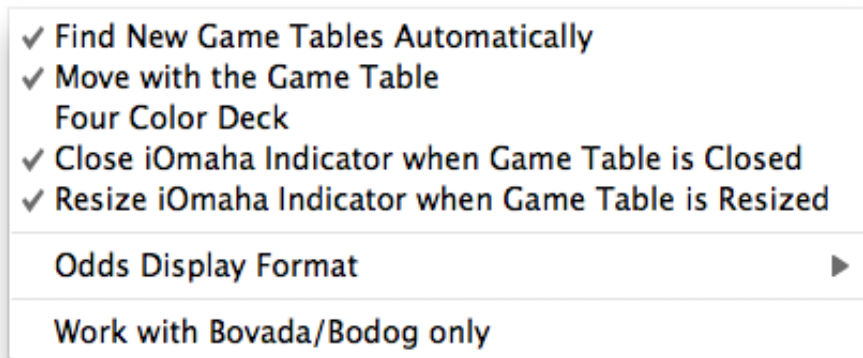 Find New Game Tables Automatically
Move with the Game Table
Four Color Deck
Close iOmaha Indicator when Game Table is Closed
Resize iOmaha Indicator when Game Table is Resized
Odds Display Format
Work with Bovada/Bodog only